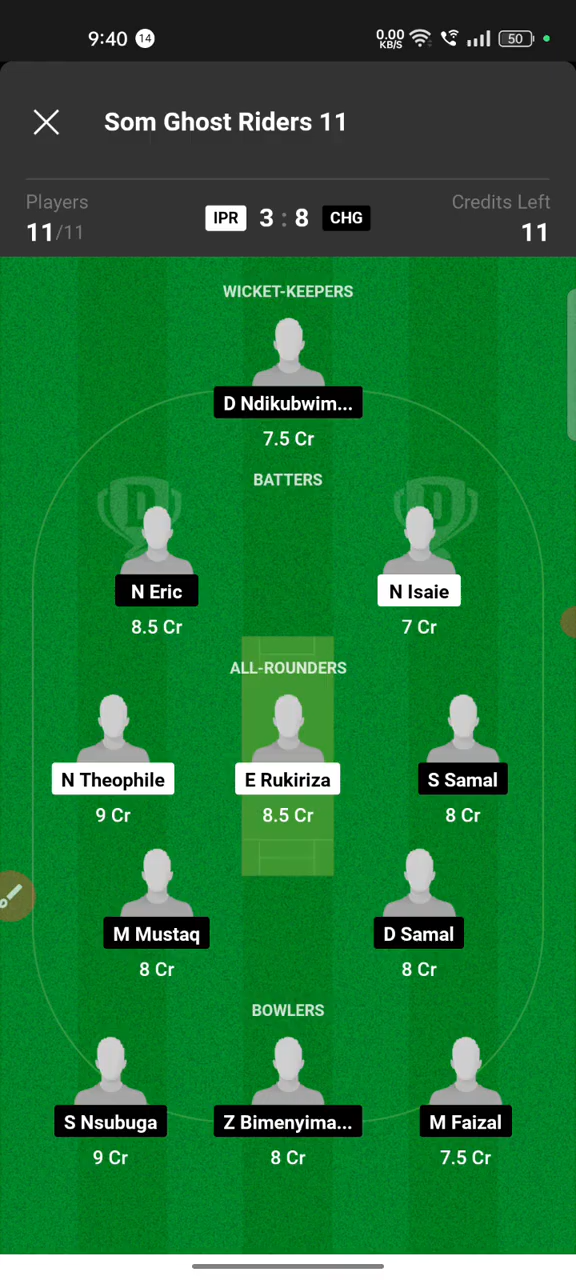 9:40 14 0.00 KB/S 50
Som Ghost Riders 11
Players Credits Left
11/11 IPR 3 : 8 CHG 11
WICKET-KEEPERS
D Ndikubwim...
7.5 Cr
BATTERS
N Eric N Isaie
8.5 Cr 7 Cr
ALL-ROUNDERS
N Theophile E Rukiriza S Samal
9 Cr 8.5 Cr 8 Cr
M Mustaq D Samal
8 Cr 8 Cr
BOWLERS
S Nsubuga Z Bimenyima... M Faizal
9 Cr 8 Cr 7.5 Cr